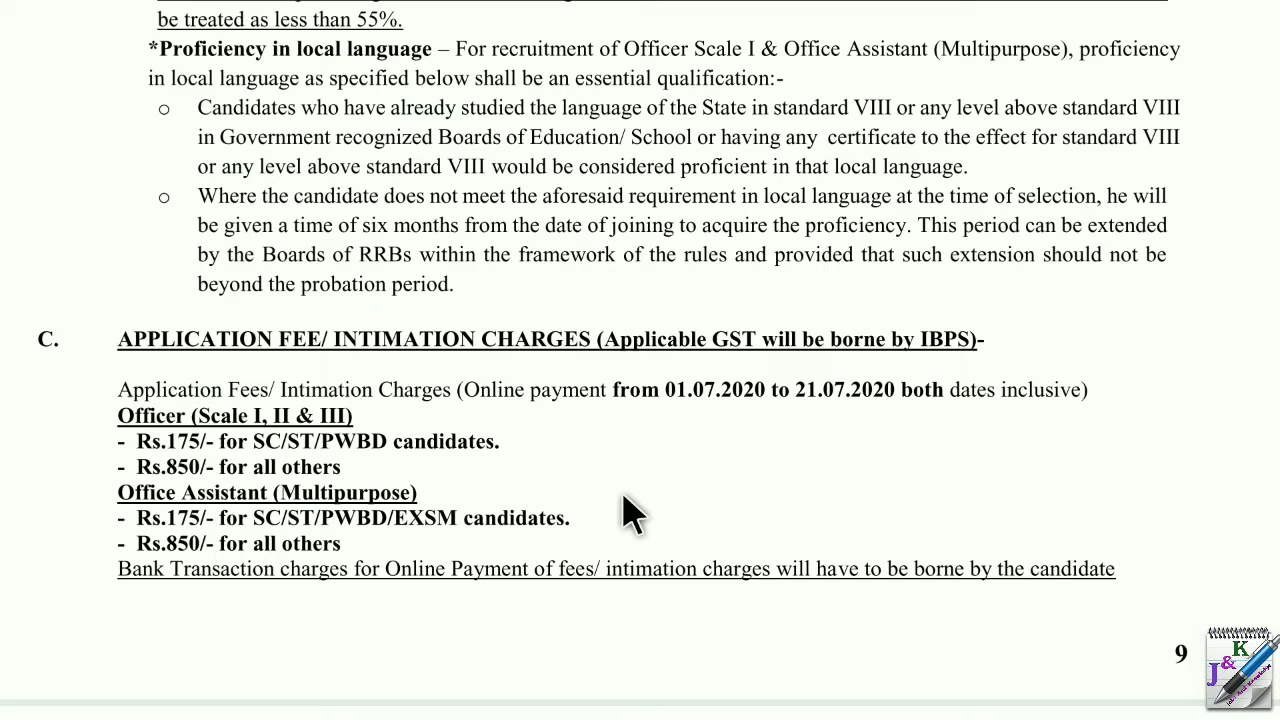 be treated as less than 55%.
*Proficiency in local language – For recruitment of Officer Scale I & Office Assistant (Multipurpose), proficiency
in local language as specified below shall be an essential qualification:-
o Candidates who have already studied the language of the State in standard VIII or any level above standard VIII
in Government recognized Boards of Education/ School or having any certificate to the effect for standard VIII
or any level above standard VIII would be considered proficient in that local language.
o Where the candidate does not meet the aforesaid requirement in local language at the time of selection, he will
be given a time of six months from the date of joining to acquire the proficiency. This period can be extended
by the Boards of RRBs within the framework of the rules and provided that such extension should not be
beyond the probation period.
C. APPLICATION FEE/ INTIMATION CHARGES (Applicable GST will be borne by IBPS)-
Application Fees/ Intimation Charges (Online payment from 01.07.2020 to 21.07.2020 both dates inclusive)
Officer (Scale I, II & III)
- Rs.175/- for SC/ST/PWBD candidates.
- Rs.850/- for all others
Office Assistant (Multipurpose)
- Rs.175/- for SC/ST/PWBD/EXSM candidates.
- Rs.850/- for all others
Bank Transaction charges for Online Payment of fees/ intimation charges will have to be borne by the candidate
9
J&K